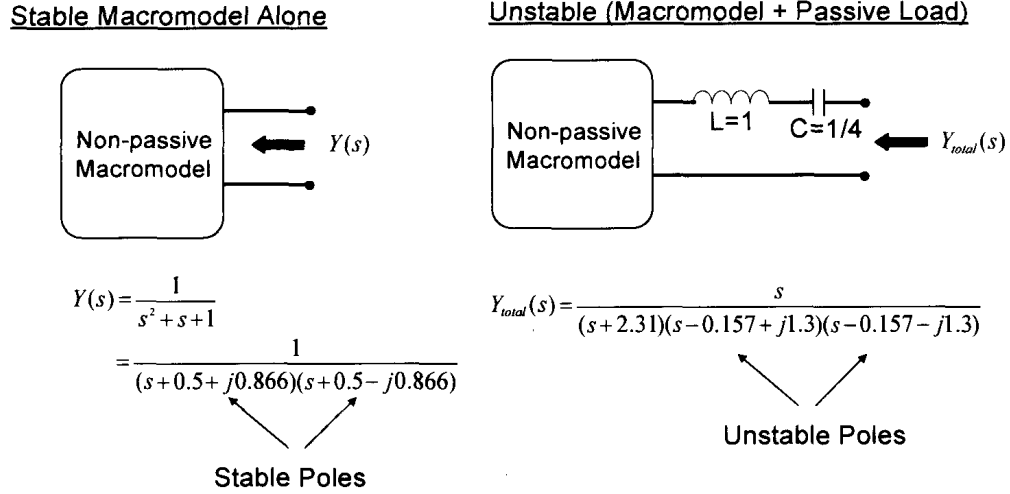 Stable Macromodel Alone
Non-passive
Macromodel
Y(s)
Y(s) = 1 / (s² + s + 1)
= 1 / ((s + 0.5 + j0.866)(s + 0.5 − j0.866))
Stable Poles
Unstable (Macromodel + Passive Load)
Non-passive
Macromodel
L=1
C=1/4
Y_total(s)
Y_total(s) = s / ((s + 2.31)(s − 0.157 + j1.3)(s − 0.157 − j1.3))
Unstable Poles